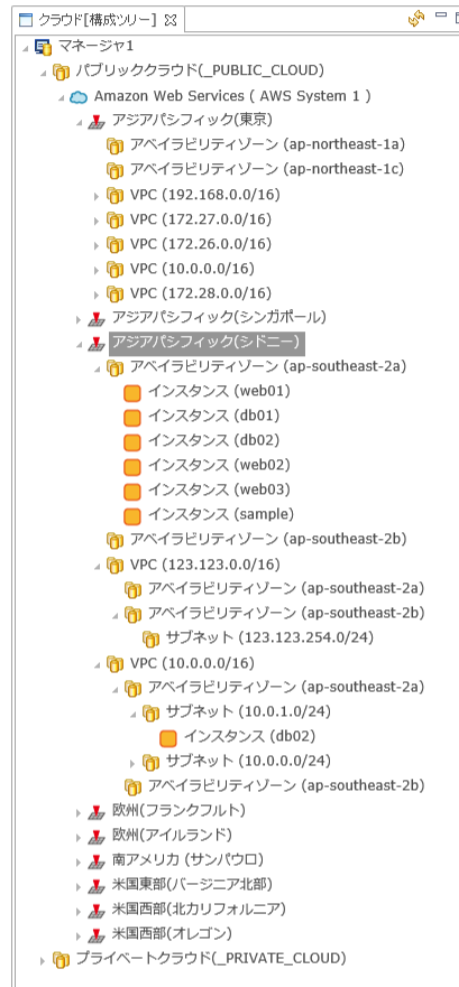 クラウド[構成ツリー]
マネージャ1
パブリッククラウド(_PUBLIC_CLOUD)
Amazon Web Services ( AWS System 1 )
アジアパシフィック(東京)
アベイラビリティゾーン (ap-northeast-1a)
アベイラビリティゾーン (ap-northeast-1c)
VPC (192.168.0.0/16)
VPC (172.27.0.0/16)
VPC (172.26.0.0/16)
VPC (10.0.0.0/16)
VPC (172.28.0.0/16)
アジアパシフィック(シンガポール)
アジアパシフィック(シドニー)
アベイラビリティゾーン (ap-southeast-2a)
インスタンス (web01)
インスタンス (db01)
インスタンス (db02)
インスタンス (web02)
インスタンス (web03)
インスタンス (sample)
アベイラビリティゾーン (ap-southeast-2b)
VPC (123.123.0.0/16)
アベイラビリティゾーン (ap-southeast-2a)
アベイラビリティゾーン (ap-southeast-2b)
サブネット (123.123.254.0/24)
VPC (10.0.0.0/16)
アベイラビリティゾーン (ap-southeast-2a)
サブネット (10.0.1.0/24)
インスタンス (db02)
サブネット (10.0.0.0/24)
アベイラビリティゾーン (ap-southeast-2b)
欧州(フランクフルト)
欧州(アイルランド)
南アメリカ (サンパウロ)
米国東部(バージニア北部)
米国西部(北カリフォルニア)
米国西部(オレゴン)
プライベートクラウド(_PRIVATE_CLOUD)